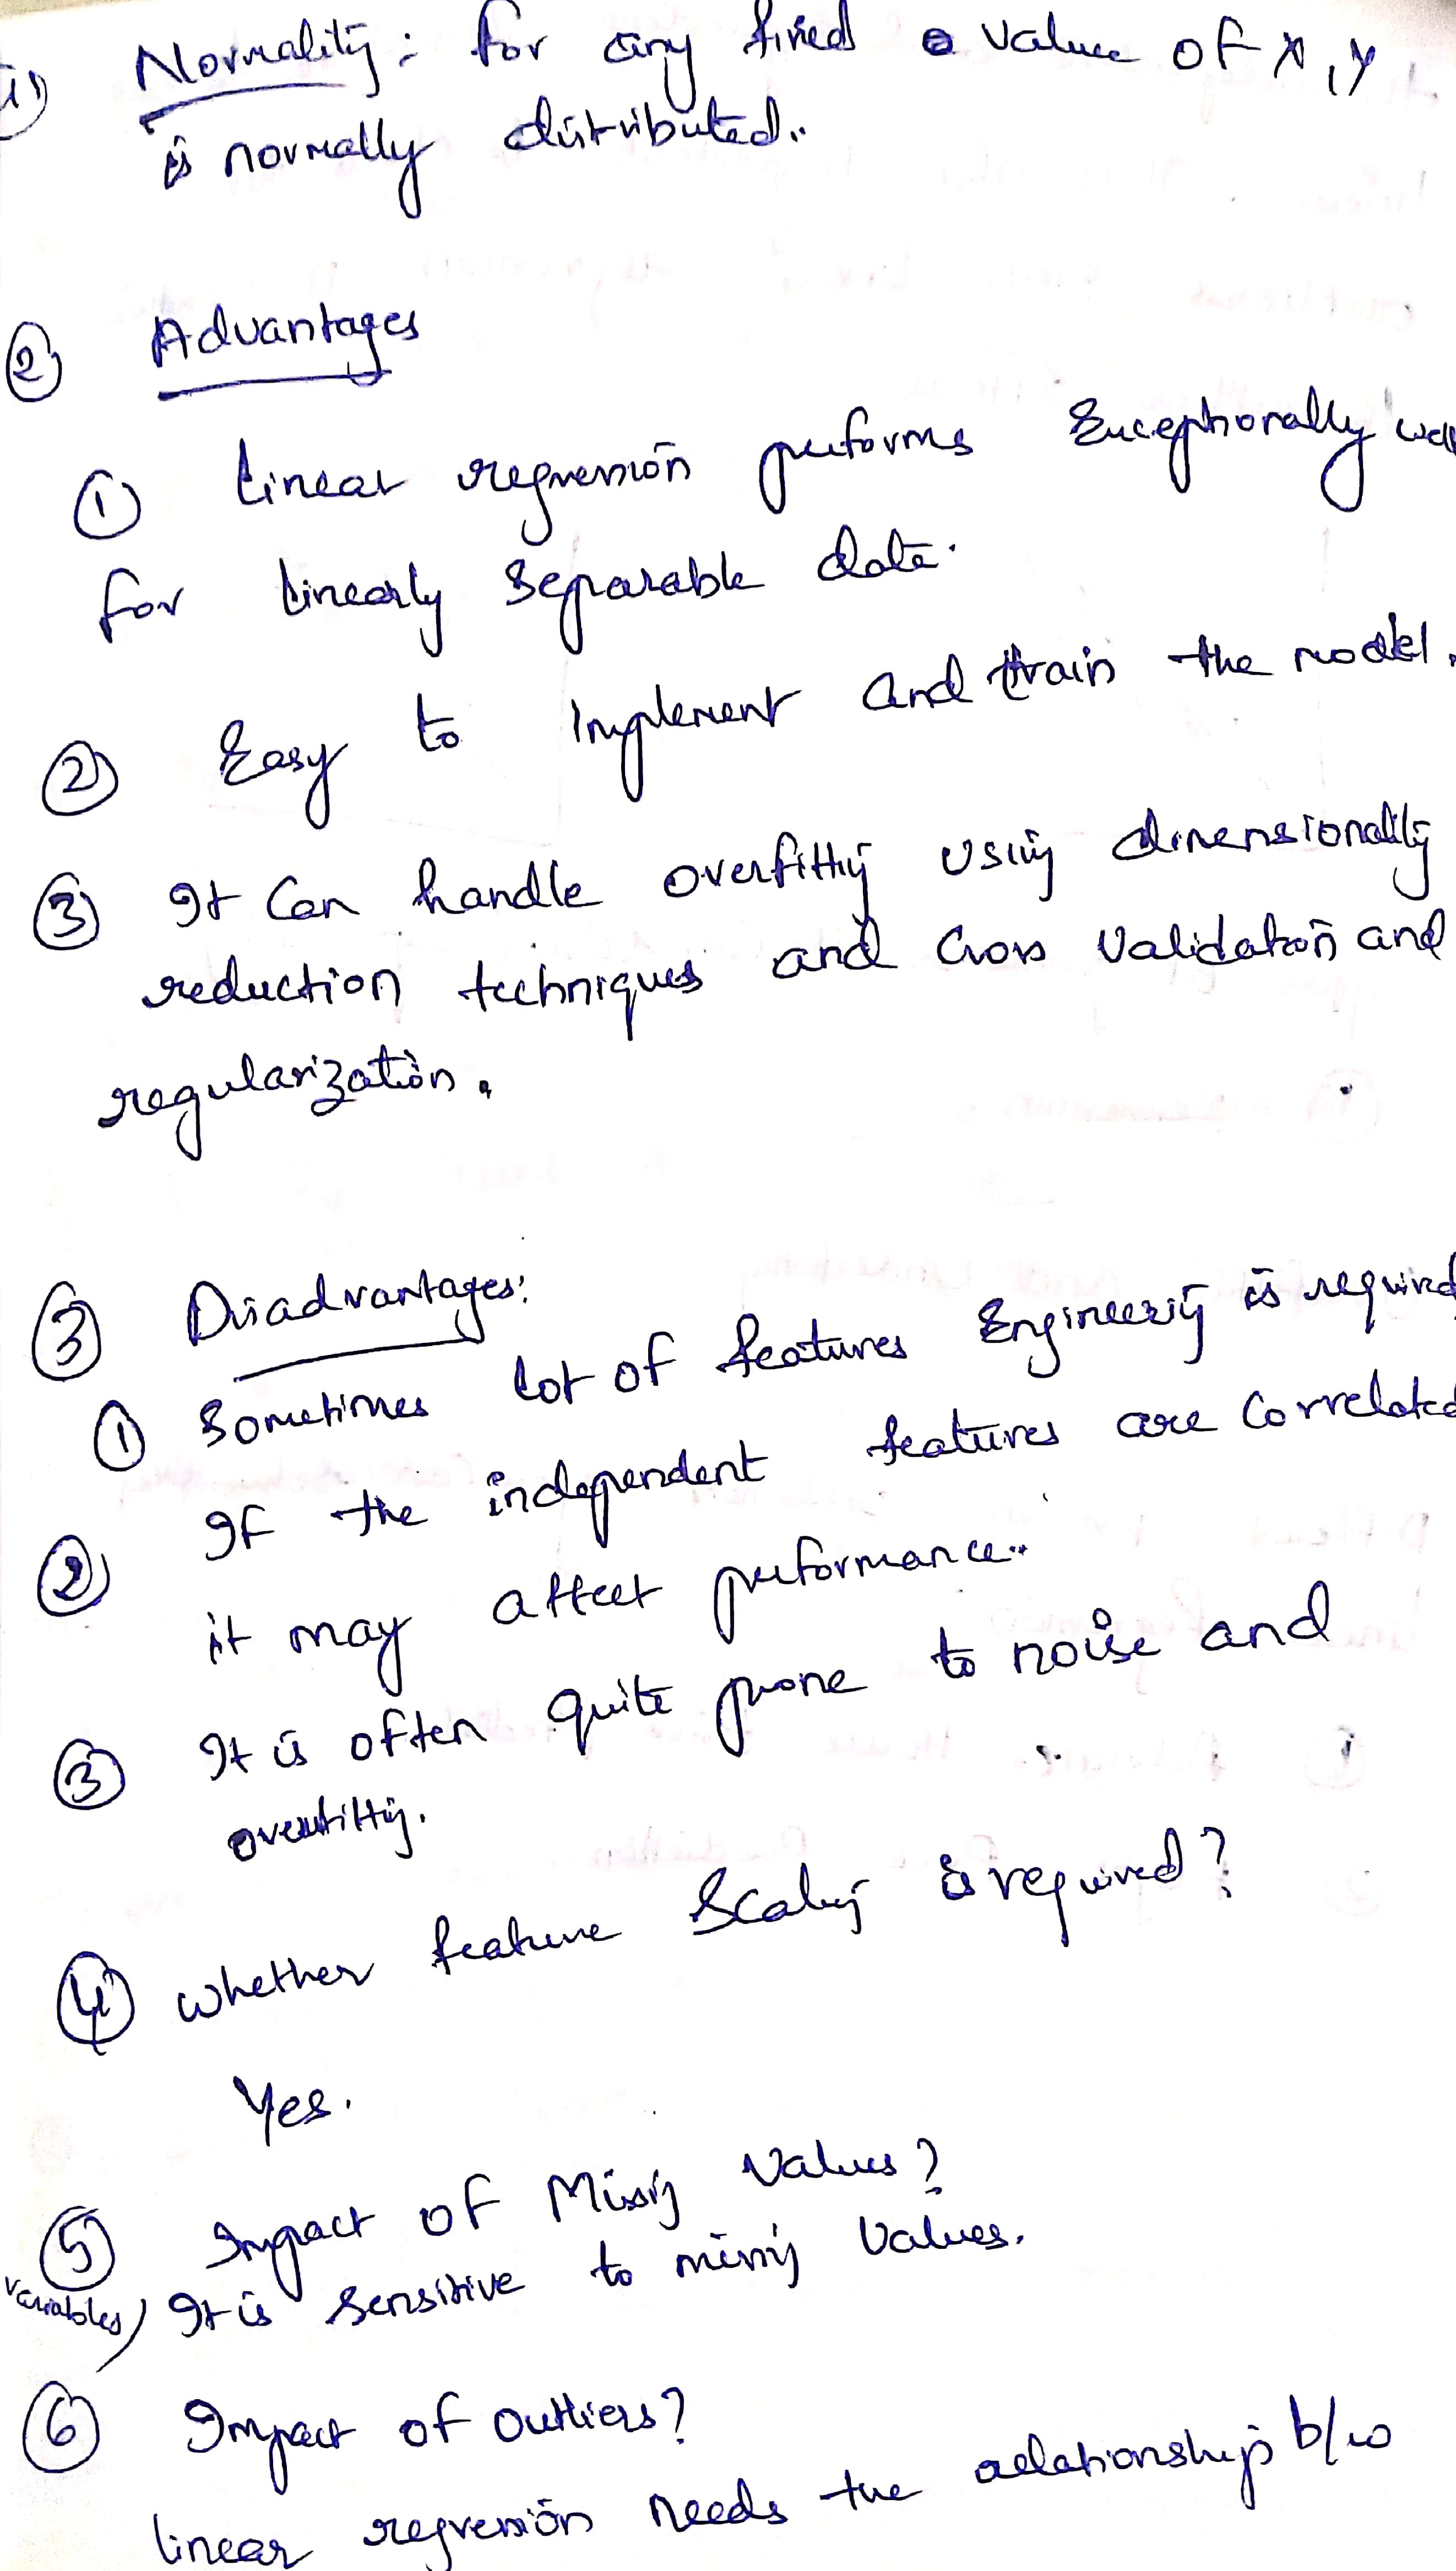 Normality: for any fixed value of X, Y
is normally distributed..
② Advantages
① Linear regression performs Exceptionally well
for linearly separable data.
② Easy to implement and train the model.
③ It can handle overfitting using dimensionality
reduction techniques and cross validation and
regularization.
③ Disadvantages:
① Sometimes lot of features Engineering is required
② If the independent features are correlated
it may affect performance..
③ It is often quite prone to noise and
overfitting.
④ Whether feature Scaling is required?
Yes.
⑤ Impact of Missing Values?
variables) It is sensitive to missing values.
⑥ Impact of outliers?
linear regression needs the relationship b/w